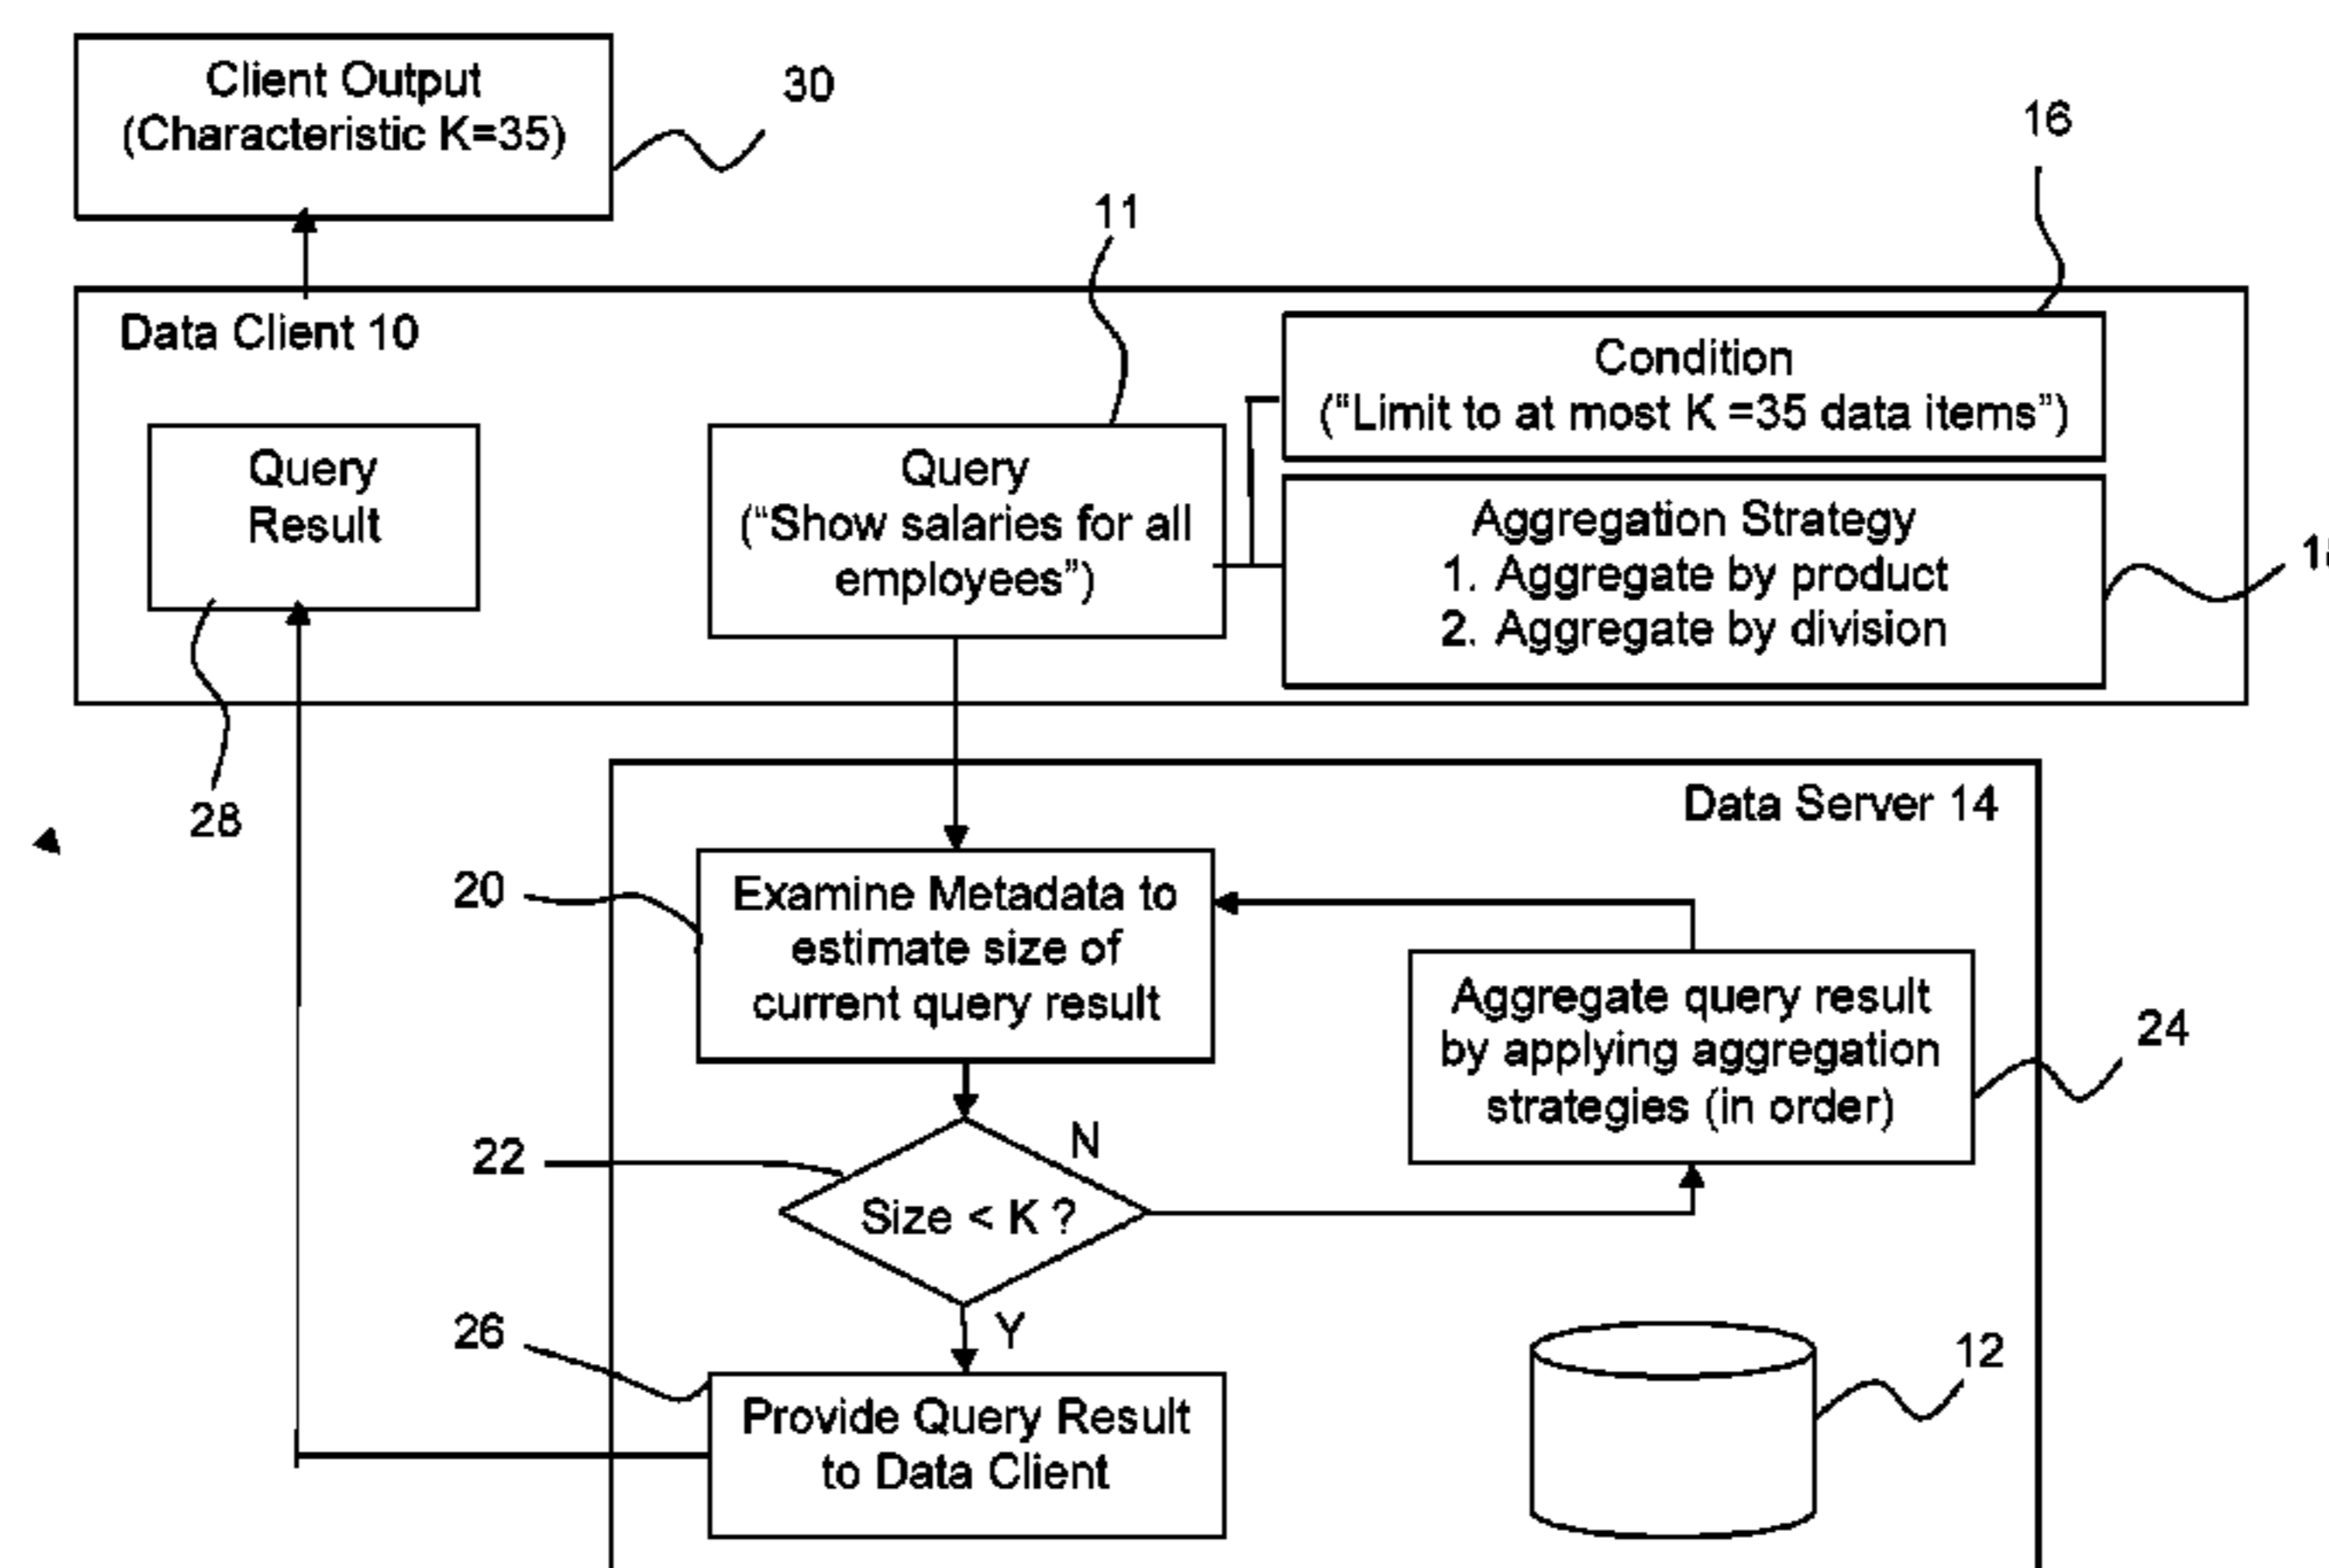 Client Output
(Characteristic K=35)
30
16
11
Data Client 10
Condition
(“Limit to at most K =35 data items”)
Query
Result
Query
(“Show salaries for all
employees”)
Aggregation Strategy
1. Aggregate by product
2. Aggregate by division
28
Data Server 14
20
Examine Metadata to
estimate size of
current query result
Aggregate query result
by applying aggregation
strategies (in order)
24
22
N
Size < K ?
Y
26
12
Provide Query Result
to Data Client